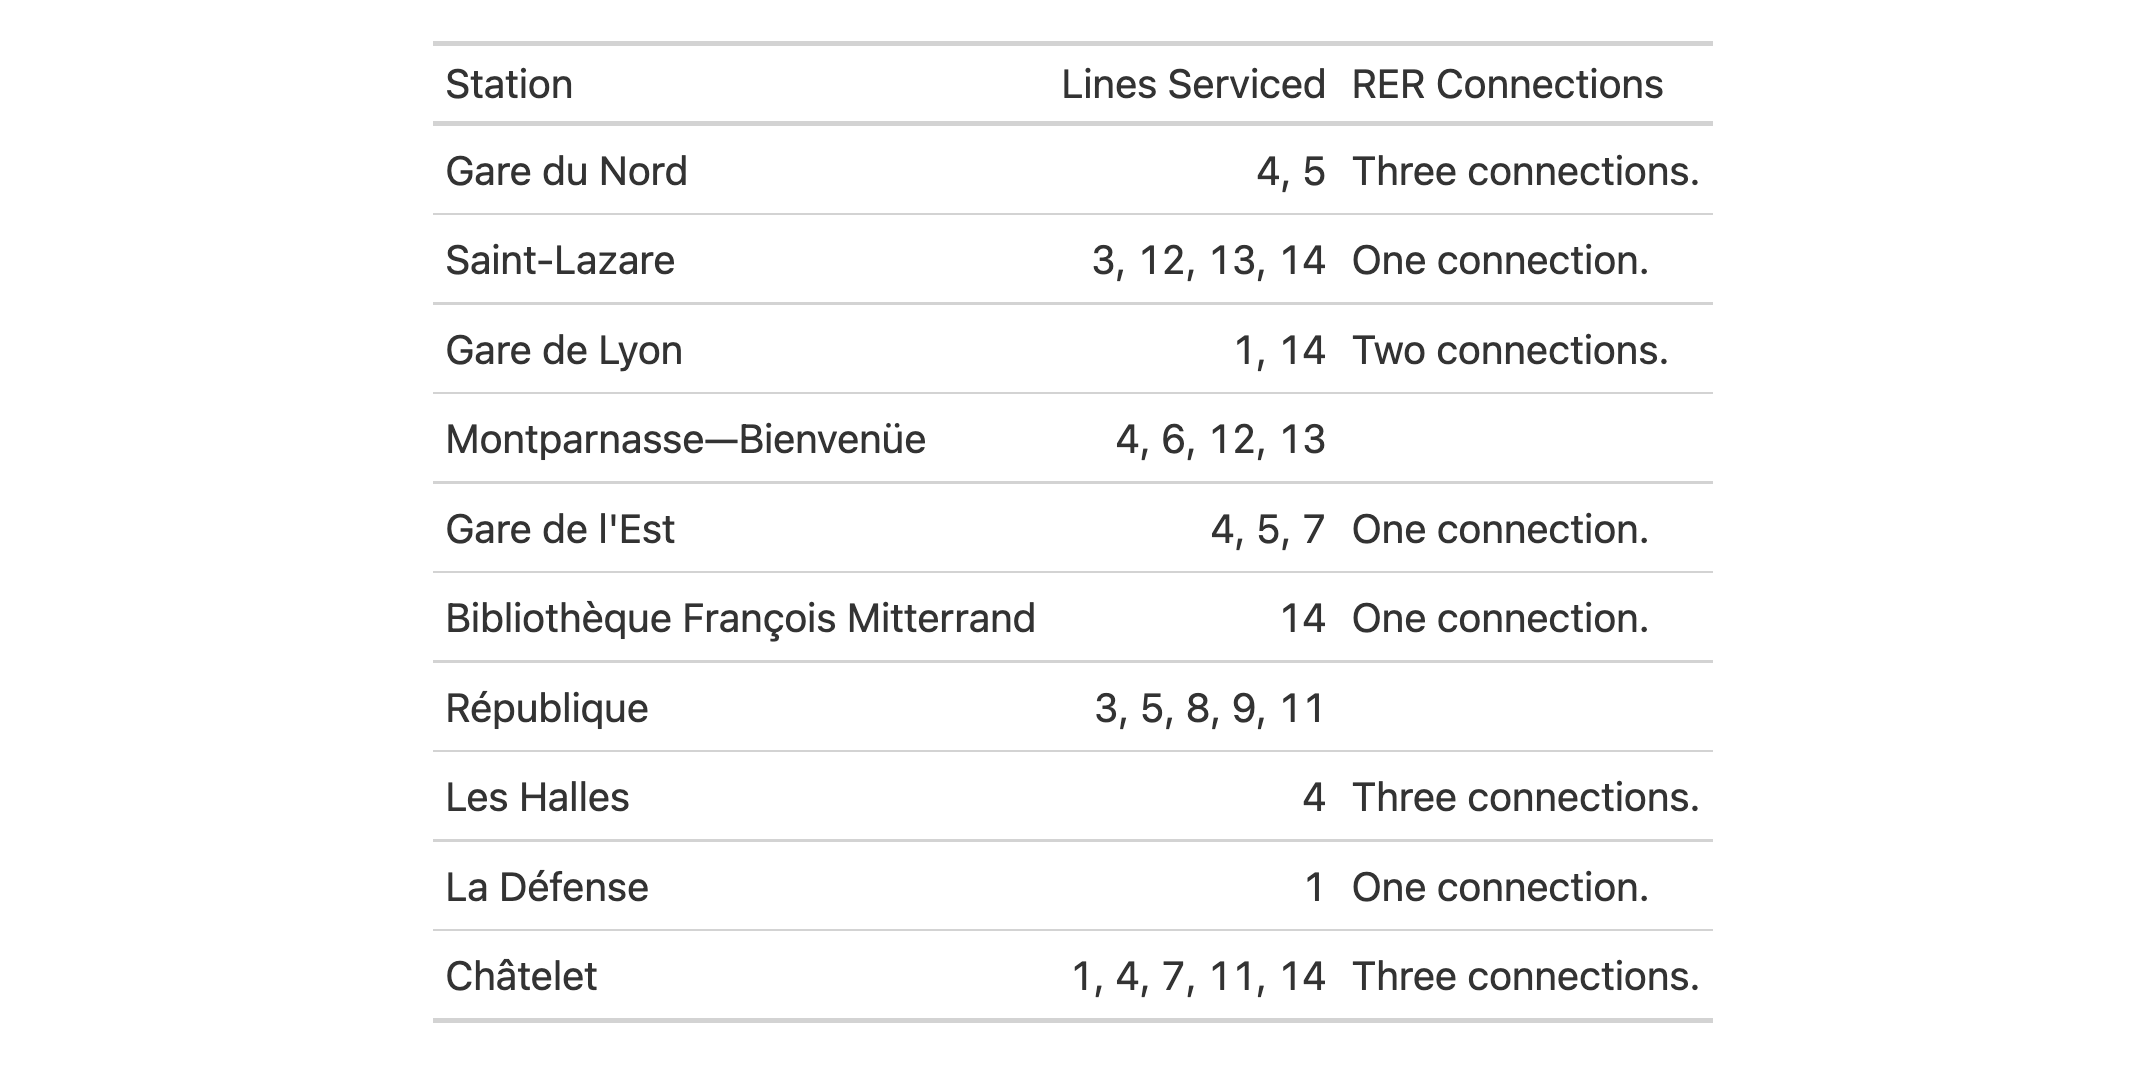 Station Lines Serviced RER Connections
Gare du Nord 4, 5 Three connections.
Saint-Lazare 3, 12, 13, 14 One connection.
Gare de Lyon 1, 14 Two connections.
Montparnasse—Bienvenüe 4, 6, 12, 13
Gare de l'Est 4, 5, 7 One connection.
Bibliothèque François Mitterrand 14 One connection.
République 3, 5, 8, 9, 11
Les Halles 4 Three connections.
La Défense 1 One connection.
Châtelet 1, 4, 7, 11, 14 Three connections.